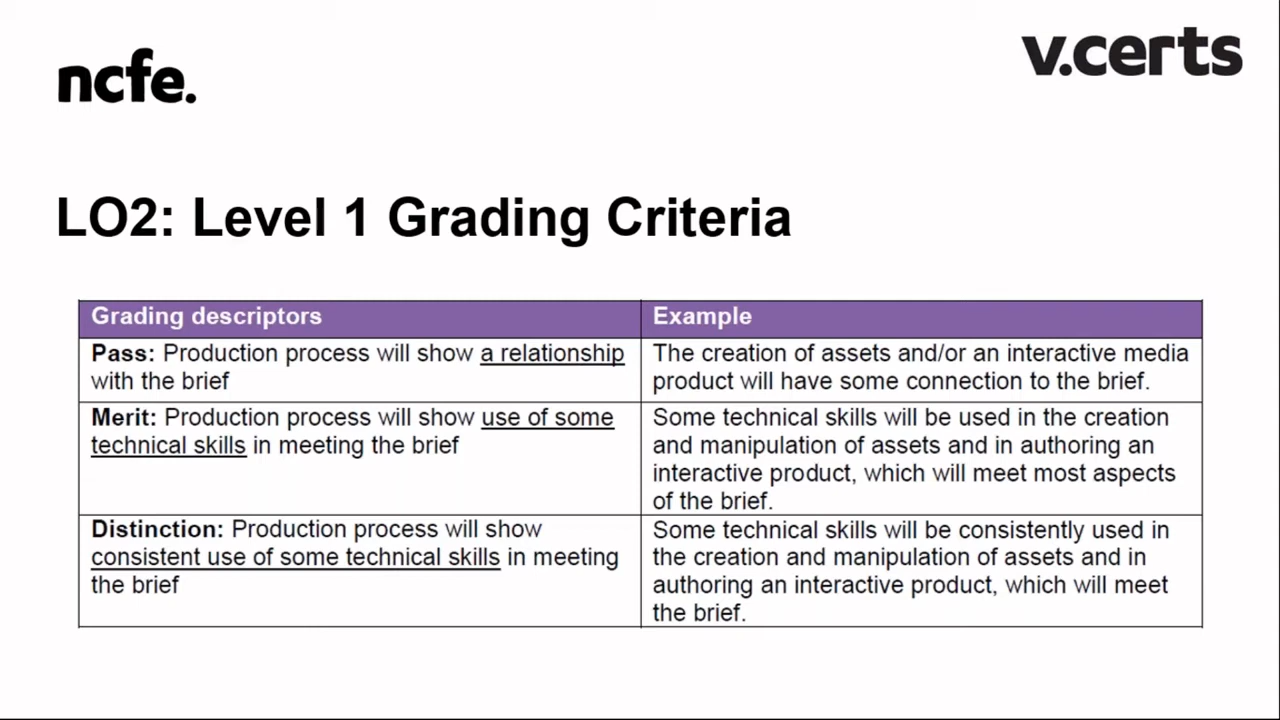 ncfe.
v.certs
LO2: Level 1 Grading Criteria
Grading descriptors
Example
Pass: Production process will show a relationship
with the brief
The creation of assets and/or an interactive media
product will have some connection to the brief.
Merit: Production process will show use of some
technical skills in meeting the brief
Some technical skills will be used in the creation
and manipulation of assets and in authoring an
interactive product, which will meet most aspects
of the brief.
Distinction: Production process will show
consistent use of some technical skills in meeting
the brief
Some technical skills will be consistently used in
the creation and manipulation of assets and in
authoring an interactive product, which will meet
the brief.